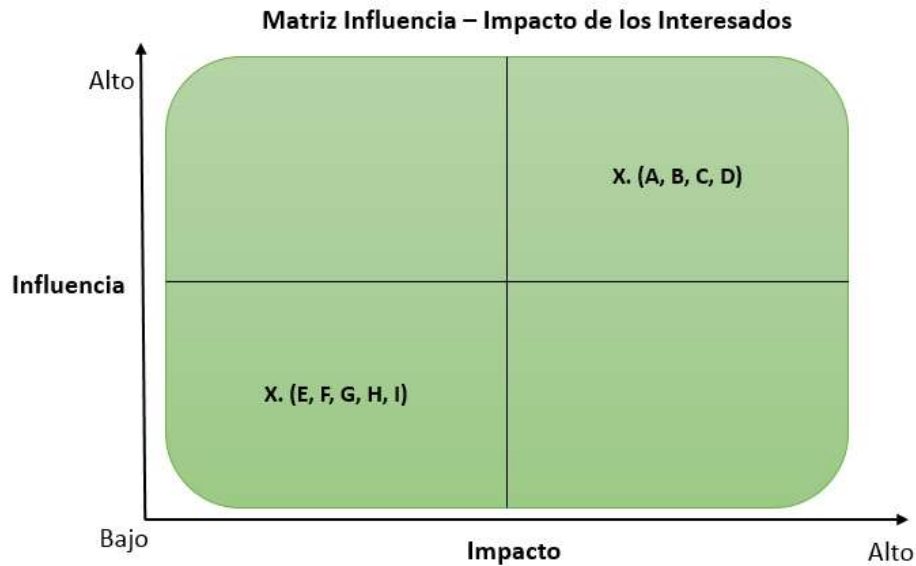 Matriz Influencia – Impacto de los Interesados
Alto
X. (A, B, C, D)
Influencia
X. (E, F, G, H, I)
Bajo
Impacto
Alto